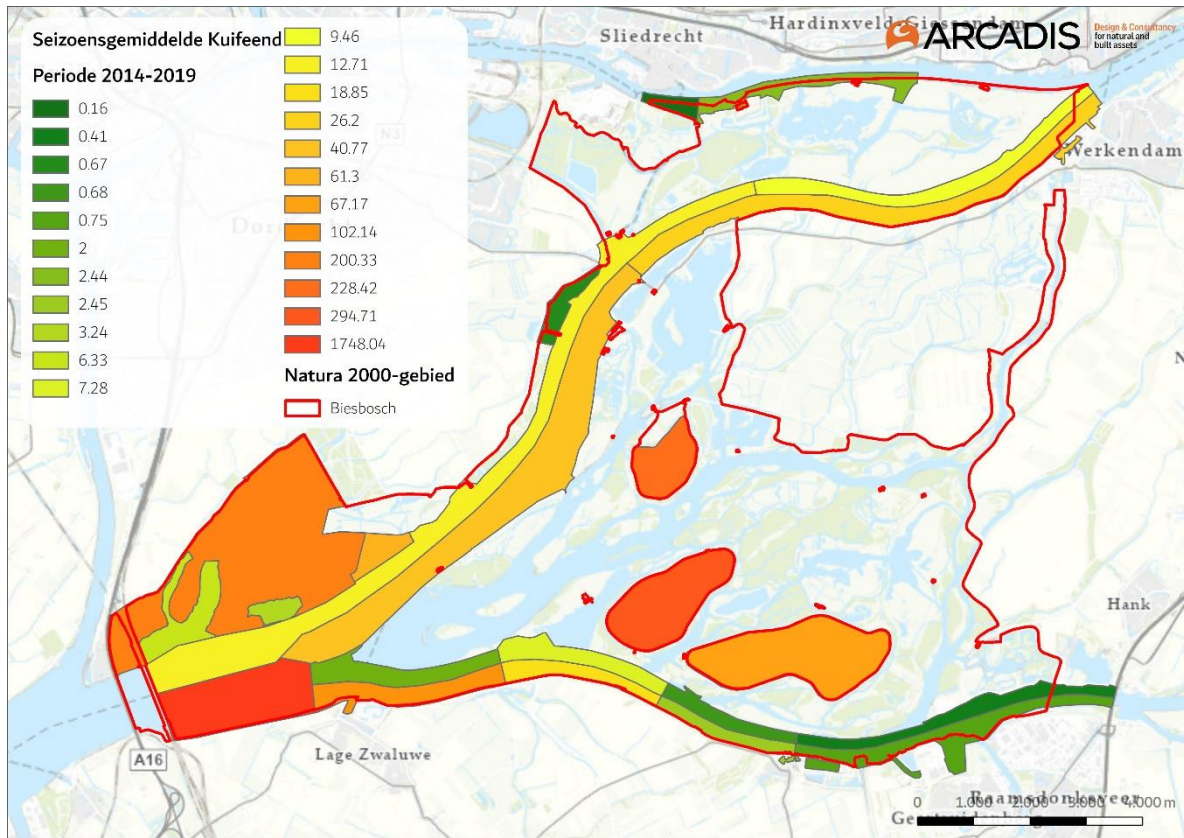 Seizoensgemiddelde Kuifeend
Periode 2014-2019
0.16
0.41
0.67
0.68
0.75
2
2.44
2.45
3.24
6.33
7.28
9.46
12.71
18.85
26.2
40.77
61.3
67.17
102.14
200.33
228.42
294.71
1748.04
Natura 2000-gebied
Biesbosch
Hardinxveld-Giessendam
Sliedrecht
ARCADIS
Design & Consultancy
for natural and
built assets
N3
Werkendam
Hank
Lage Zwaluwe
A16
Raamsdonksveer
0 1.000 2.000 3.000 4.000 m